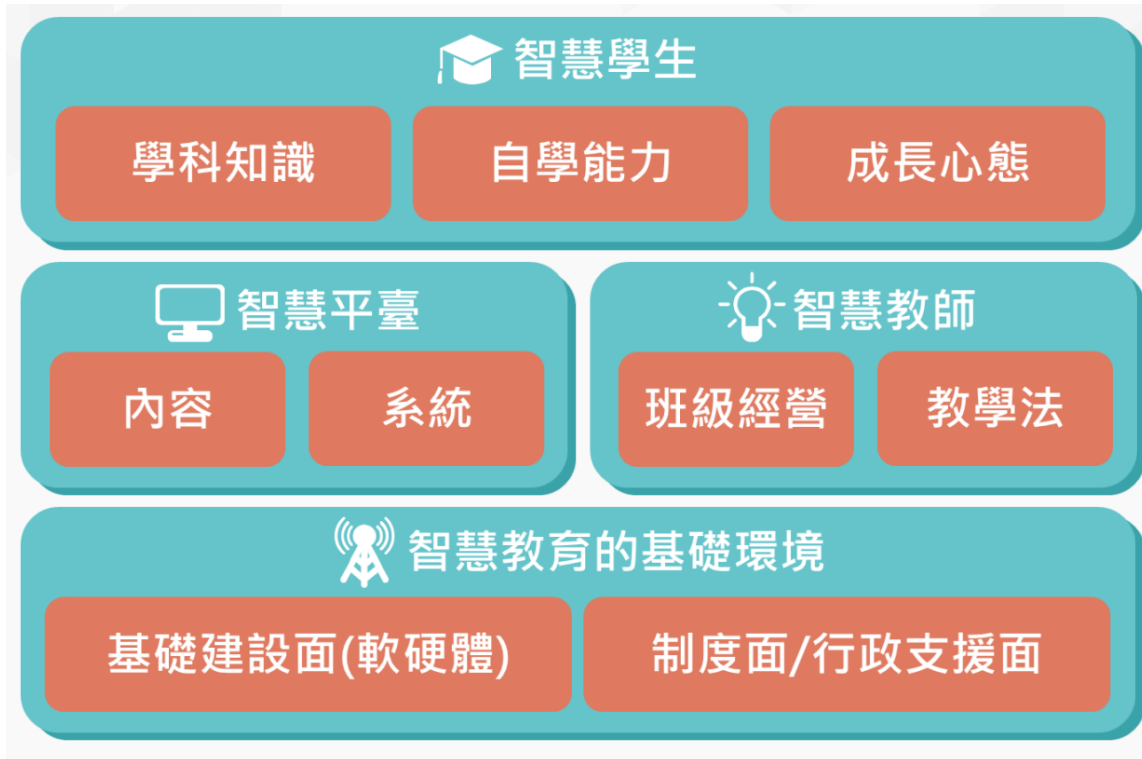 智慧學生
學科知識
自學能力
成長心態
智慧平臺
內容
系統
智慧教師
班級經營
教學法
智慧教育的基礎環境
基礎建設面(軟硬體)
制度面/行政支援面